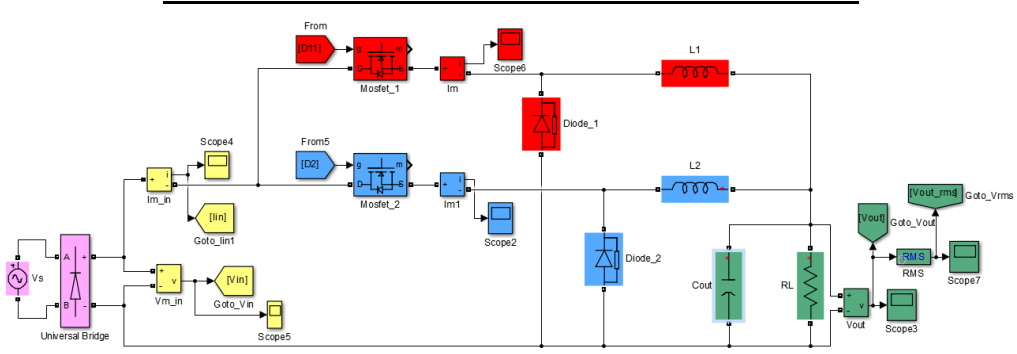 From
[D11]
g
m
D
S
Mosfet_1
+
i
-
Im
Scope6
L1
Diode_1
From5
[D2]
g
m
D
S
Mosfet_2
+
i
-
Im1
Scope2
L2
Diode_2
Scope4
+
i
-
Im_in
[Iin]
Goto_Iin1
+
Vs
A
+
B
-
Universal Bridge
+
-
v
Vm_in
[Vin]
Goto_Vin
Scope5
Cout
RL
+
-
v
Vout
[Vout]
Goto_Vout
[Vout_rms]
Goto_Vrms
RMS
RMS
Scope7
Scope3